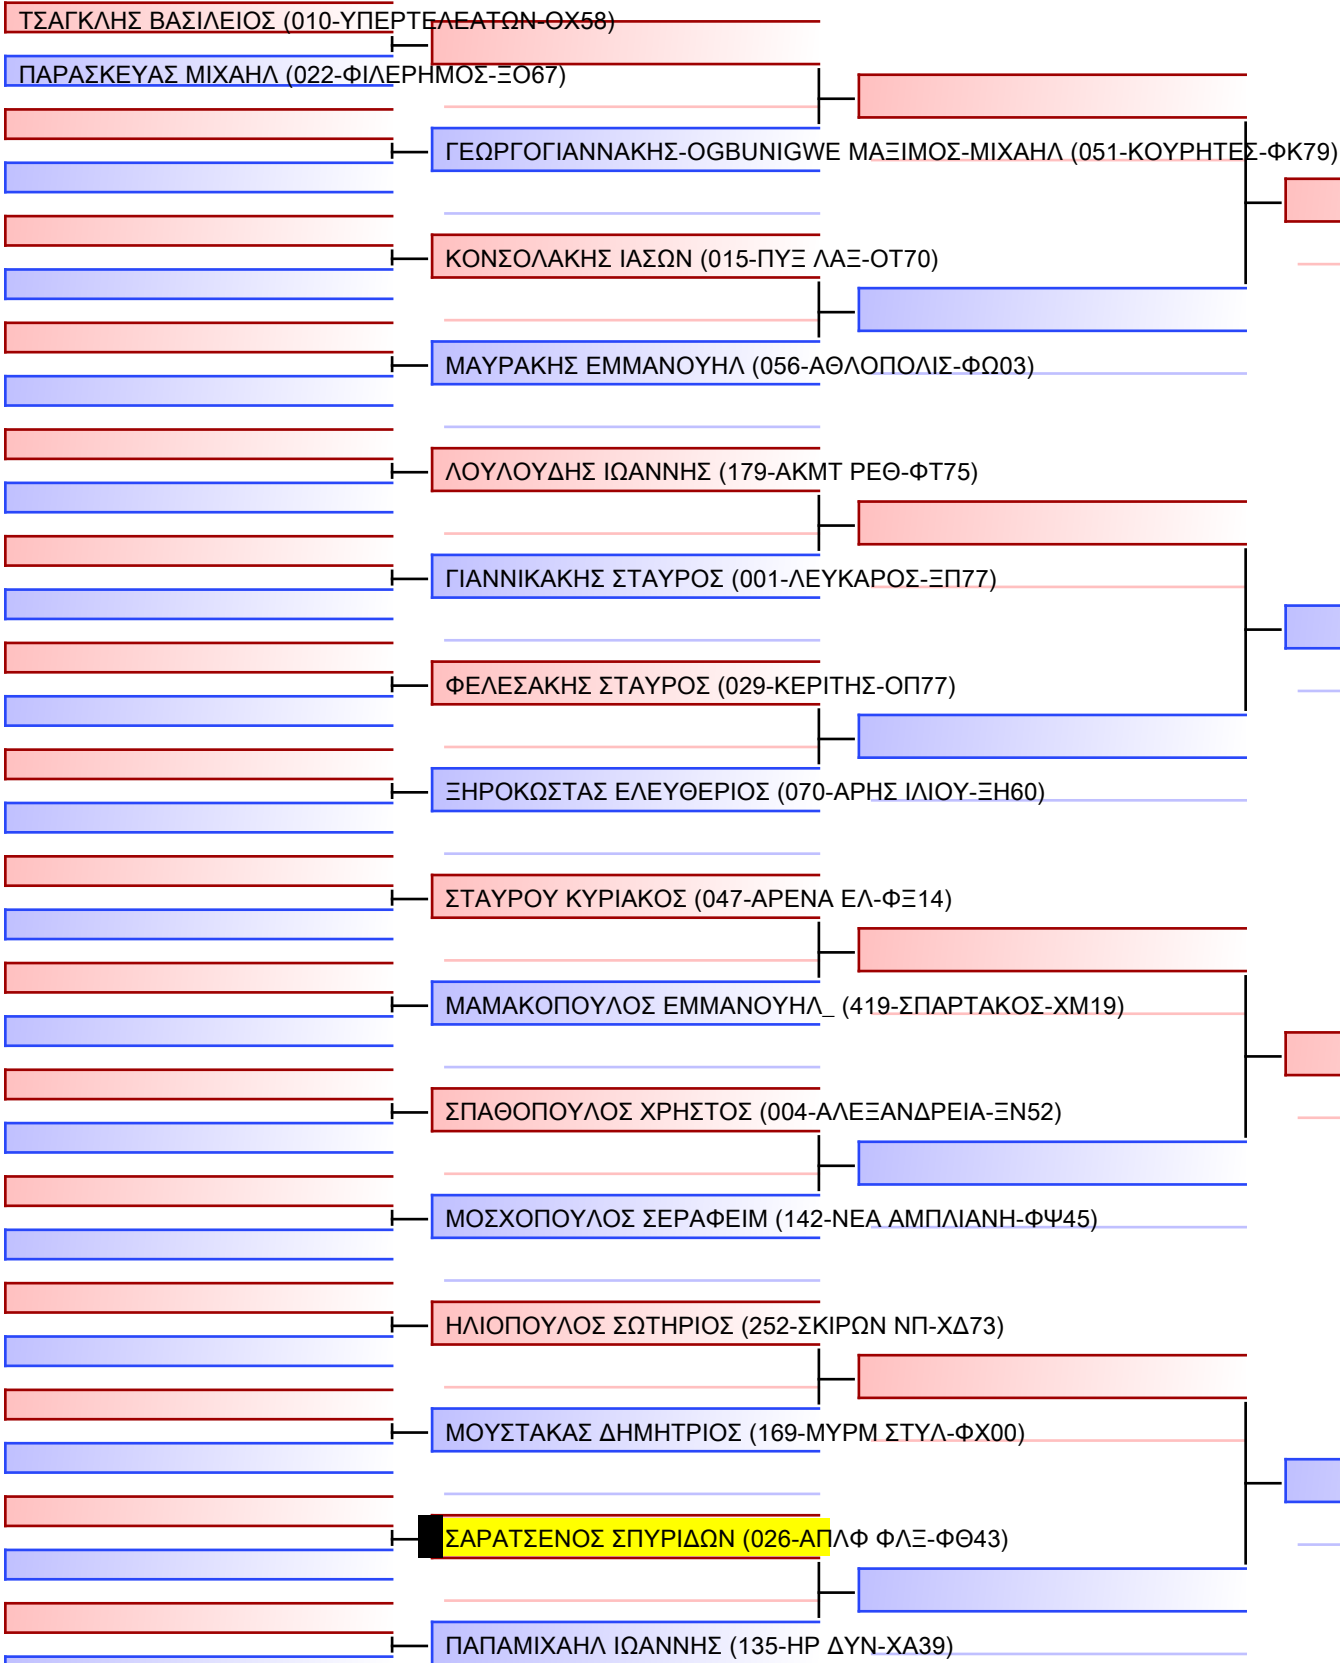 ΤΣΑΓΚΛΗΣ ΒΑΣΙΛΕΙΟΣ (010-ΥΠΕΡΤΕΛΕΑΤΩΝ-ΟΧ58)
ΠΑΡΑΣΚΕΥΑΣ ΜΙΧΑΗΛ (022-ΦΙΛΕΡΗΜΟΣ-ΞΟ67)
ΓΕΩΡΓΟΓΙΑΝΝΑΚΗΣ-OGBUNIGWE ΜΑΞΙΜΟΣ-ΜΙΧΑΗΛ (051-ΚΟΥΡΗΤΕΣ-ΦΚ79)
ΚΟΝΣΟΛΑΚΗΣ ΙΑΣΩΝ (015-ΠΥΞ ΛΑΞ-ΟΤ70)
ΜΑΥΡΑΚΗΣ ΕΜΜΑΝΟΥΗΛ (056-ΑΘΛΟΠΟΛΙΣ-ΦΩ03)
ΛΟΥΛΟΥΔΗΣ ΙΩΑΝΝΗΣ (179-ΑΚΜΤ ΡΕΘ-ΦΤ75)
ΓΙΑΝΝΙΚΑΚΗΣ ΣΤΑΥΡΟΣ (001-ΛΕΥΚΑΡΟΣ-ΞΠ77)
ΦΕΛΕΣΑΚΗΣ ΣΤΑΥΡΟΣ (029-ΚΕΡΙΤΗΣ-ΟΠ77)
ΞΗΡΟΚΩΣΤΑΣ ΕΛΕΥΘΕΡΙΟΣ (070-ΑΡΗΣ ΙΛΙΟΥ-ΞΗ60)
ΣΤΑΥΡΟΥ ΚΥΡΙΑΚΟΣ (047-ΑΡΕΝΑ ΕΛ-ΦΞ14)
ΜΑΜΑΚΟΠΟΥΛΟΣ ΕΜΜΑΝΟΥΗΛ_ (419-ΣΠΑΡΤΑΚΟΣ-ΧΜ19)
ΣΠΑΘΟΠΟΥΛΟΣ ΧΡΗΣΤΟΣ (004-ΑΛΕΞΑΝΔΡΕΙΑ-ΞΝ52)
ΜΟΣΧΟΠΟΥΛΟΣ ΣΕΡΑΦΕΙΜ (142-ΝΕΑ ΑΜΠΛΙΑΝΗ-ΦΨ45)
ΗΛΙΟΠΟΥΛΟΣ ΣΩΤΗΡΙΟΣ (252-ΣΚΙΡΩΝ ΝΠ-ΧΔ73)
ΜΟΥΣΤΑΚΑΣ ΔΗΜΗΤΡΙΟΣ (169-ΜΥΡΜ ΣΤΥΛ-ΦΧ00)
ΣΑΡΑΤΣΕΝΟΣ ΣΠΥΡΙΔΩΝ (026-ΑΠΛΦ ΦΛΞ-ΦΘ43)
ΠΑΠΑΜΙΧΑΗΛ ΙΩΑΝΝΗΣ (135-ΗΡ ΔΥΝ-ΧΑ39)